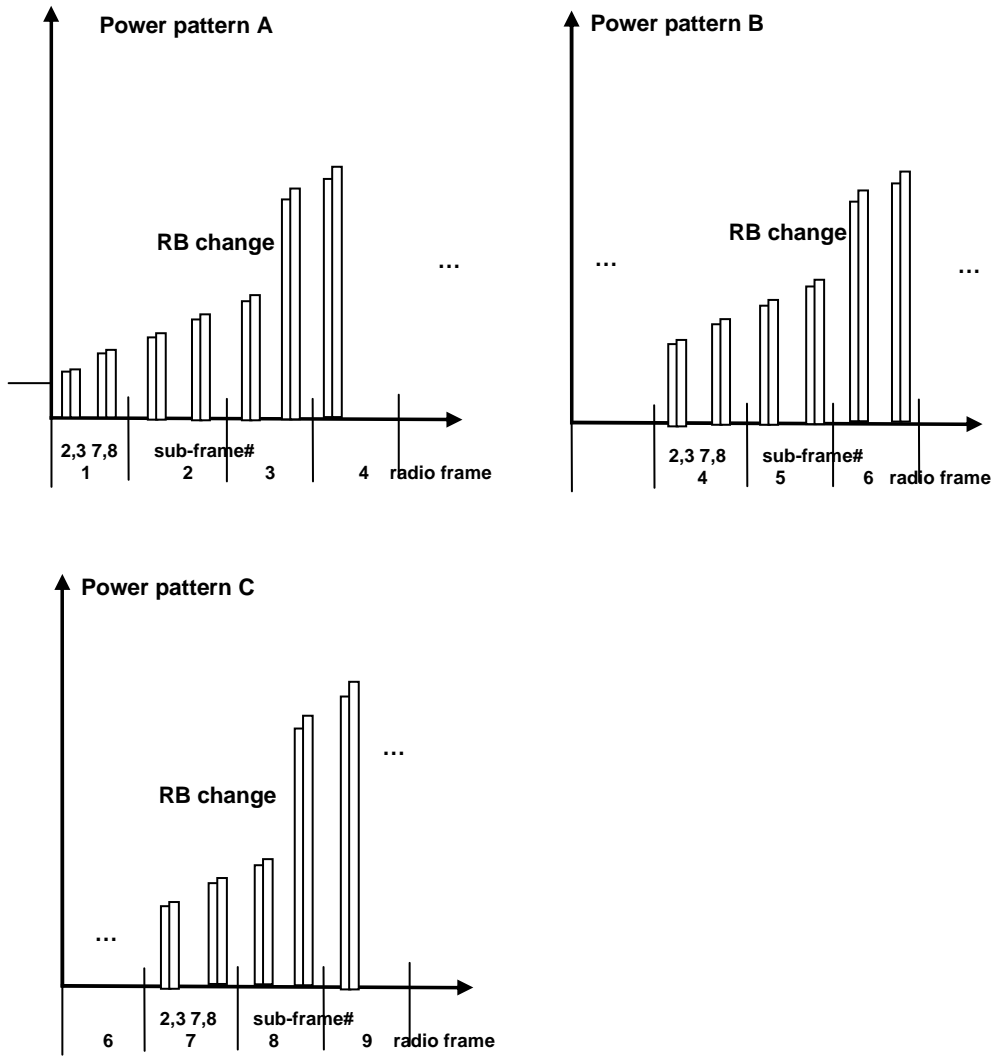 Power pattern A
RB change
…
2,3 7,8 sub-frame#
1 2 3 4 radio frame
Power pattern B
…
RB change
…
2,3 7,8 sub-frame#
4 5 6 radio frame
Power pattern C
…
RB change
…
2,3 7,8 sub-frame#
6 7 8 9 radio frame